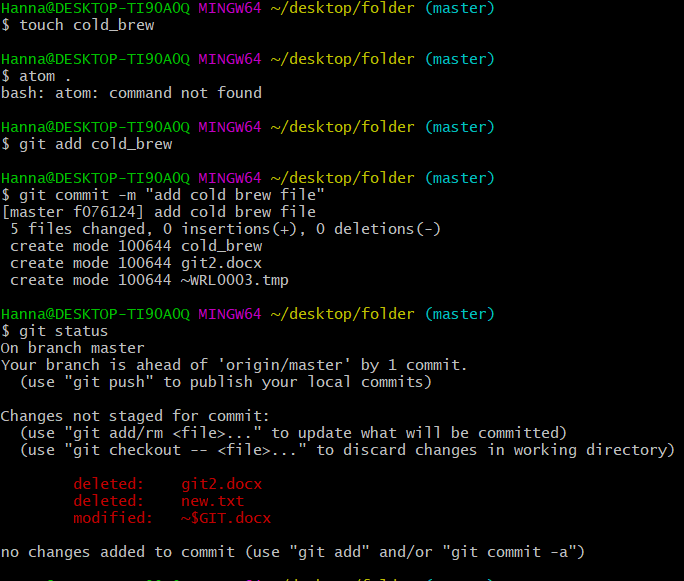 Hanna@DESKTOP-TI9OA0Q MINGW64 ~/desktop/folder (master)
$ touch cold_brew

Hanna@DESKTOP-TI9OA0Q MINGW64 ~/desktop/folder (master)
$ atom .
bash: atom: command not found

Hanna@DESKTOP-TI9OA0Q MINGW64 ~/desktop/folder (master)
$ git add cold_brew

Hanna@DESKTOP-TI9OA0Q MINGW64 ~/desktop/folder (master)
$ git commit -m "add cold brew file"
[master f076124] add cold brew file
 5 files changed, 0 insertions(+), 0 deletions(-)
 create mode 100644 cold_brew
 create mode 100644 git2.docx
 create mode 100644 ~WRL0003.tmp

Hanna@DESKTOP-TI9OA0Q MINGW64 ~/desktop/folder (master)
$ git status
On branch master
Your branch is ahead of 'origin/master' by 1 commit.
  (use "git push" to publish your local commits)

Changes not staged for commit:
  (use "git add/rm <file>..." to update what will be committed)
  (use "git checkout -- <file>..." to discard changes in working directory)

        deleted:    git2.docx
        deleted:    new.txt
        modified:   ~$GIT.docx

no changes added to commit (use "git add" and/or "git commit -a")